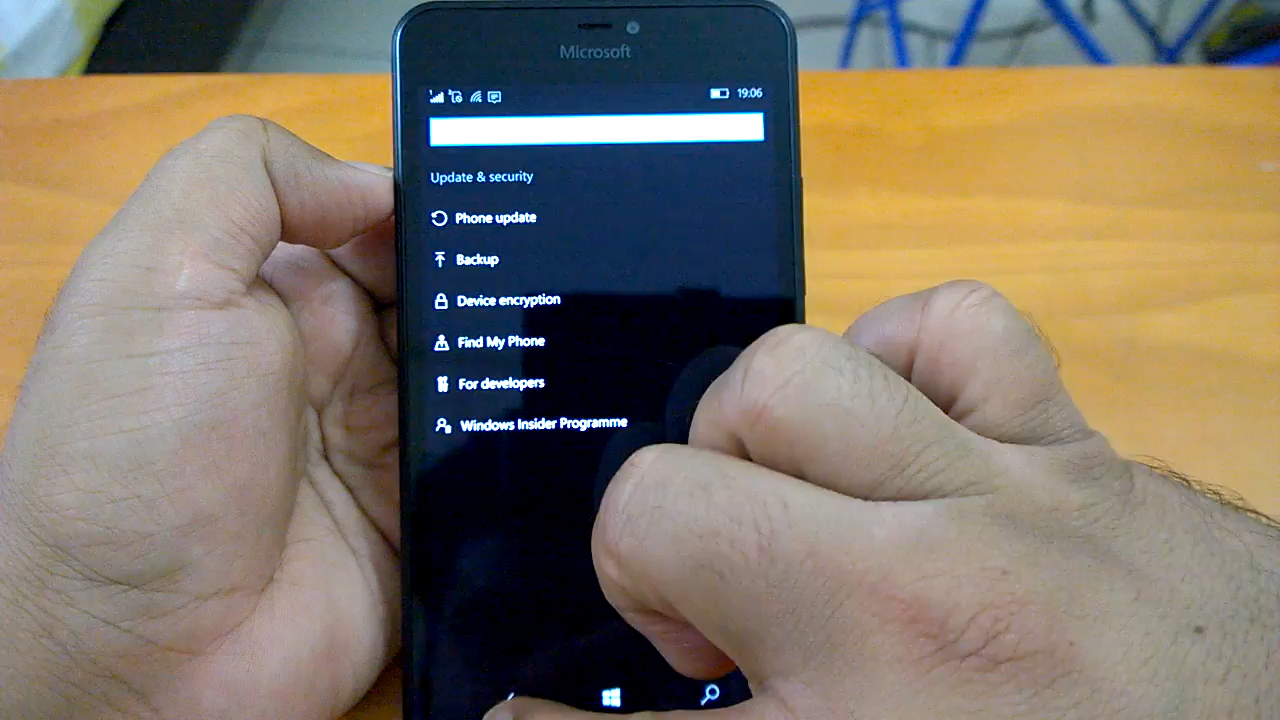 Microsoft
19:06
Update & security
Phone update
Backup
Device encryption
Find My Phone
For developers
Windows Insider Programme